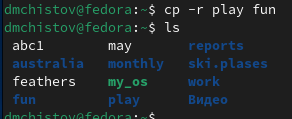 dmchistov@fedora:~$ cp -r play fun
dmchistov@fedora:~$ ls
abc1 may reports
australia monthly ski.plases
feathers my_os work
fun play Видео
dmchistov@fedora:~$